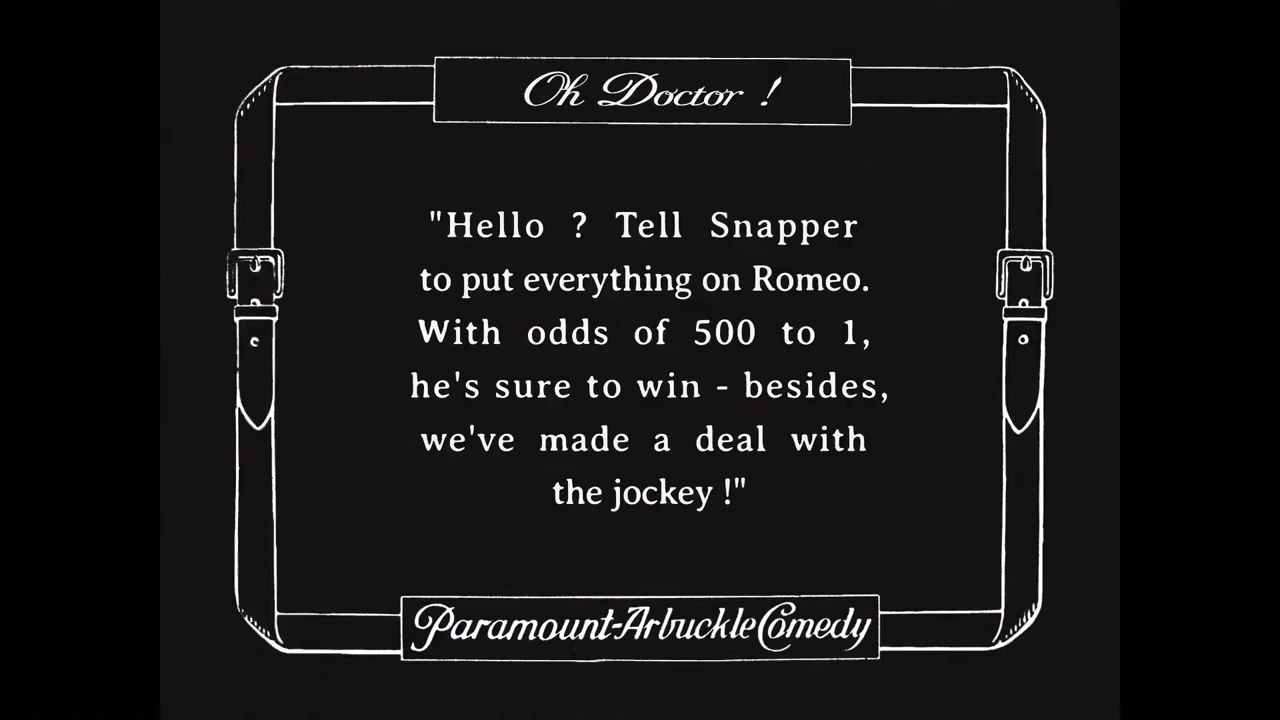 Oh Doctor !
"Hello ? Tell Snapper
to put everything on Romeo.
With odds of 500 to 1,
he's sure to win - besides,
we've made a deal with
the jockey !"
Paramount-Arbuckle Comedy